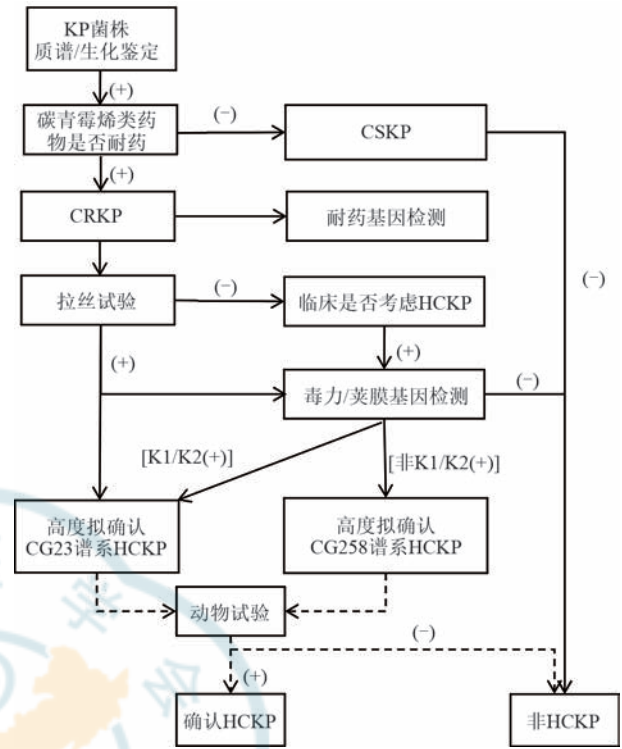 KP菌株
质谱/生化鉴定
(+)
碳青霉烯类药
物是否耐药
(−)
CSKP
(+)
CRKP
耐药基因检测
(−)
拉丝试验
(−)
临床是否考虑HCKP
(+)
(+)
毒力/荚膜基因检测
(−)
[K1/K2(+)]
[非K1/K2(+)]
高度拟确认
CG23谱系HCKP
高度拟确认
CG258谱系HCKP
动物试验
(−)
(+)
确认HCKP
非HCKP
学
会